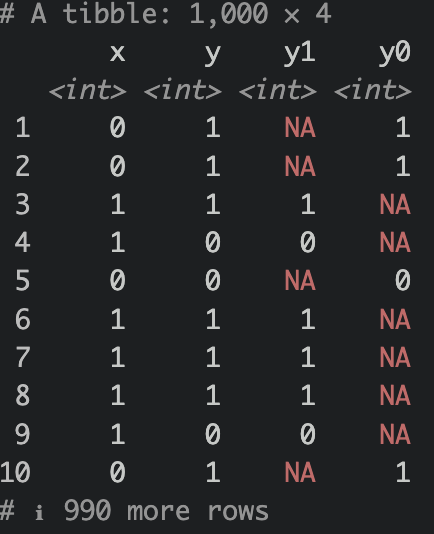 # A tibble: 1,000 × 4
x y y1 y0
<int> <int> <int> <int>
1 0 1 NA 1
2 0 1 NA 1
3 1 1 1 NA
4 1 0 0 NA
5 0 0 NA 0
6 1 1 1 NA
7 1 1 1 NA
8 1 1 1 NA
9 1 0 0 NA
10 0 1 NA 1
# ℹ 990 more rows